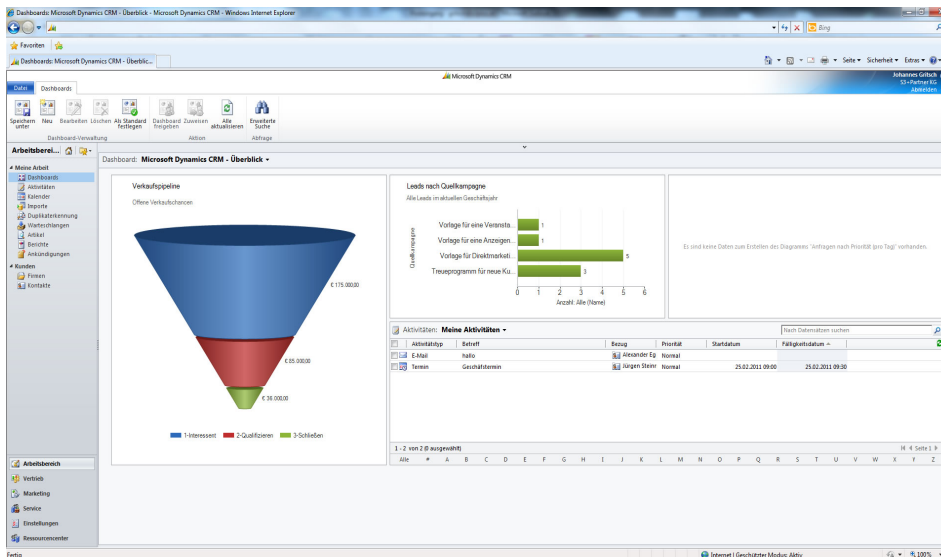 Dashboards: Microsoft Dynamics CRM - Überblick - Microsoft Dynamics CRM - Windows Internet Explorer
Bing
Favoriten
Dashboards: Microsoft Dynamics CRM - Überblic...
Seite Sicherheit Extras
Microsoft Dynamics CRM
Johannes Gritsch
S3+Partner KG
Abmelden
Datei Dashboards
Speichern unter
Neu
Bearbeiten
Löschen
Als Standard festlegen
Dashboard freigeben
Zuweisen
Alle aktualisieren
Erweiterte Suche
Dashboard-Verwaltung Aktion Abfrage
Arbeitsberei...
Dashboard: Microsoft Dynamics CRM - Überblick
Meine Arbeit
Dashboards
Aktivitäten
Kalender
Importe
Duplikaterkennung
Warteschlangen
Artikel
Berichte
Ankündigungen
Kunden
Firmen
Kontakte
Arbeitsbereich
Vertrieb
Marketing
Service
Einstellungen
Ressourcencenter
Verkaufspipeline
Offene Verkaufschancen
€ 175.000,00
€ 85.000,00
€ 36.000,00
1-Interessent 2-Qualifizieren 3-Schließen
Leads nach Quellkampagne
Alle Leads im aktuellen Geschäftsjahr
Quellkampagne
Vorlage für eine Veransta... 1
Vorlage für eine Anzeigen... 1
Vorlage für Direktmarketi... 5
Treueprogramm für neue Ku... 3
0 1 2 3 4 5 6
Anzahl: Alle (Name)
Es sind keine Daten zum Erstellen des Diagramms "Anfragen nach Priorität (pro Tag)" vorhanden.
Aktivitäten: Meine Aktivitäten
Nach Datensätzen suchen
Aktivitätstyp Betreff Bezug Priorität Startdatum Fälligkeitsdatum
E-Mail hallo Alexander Eg Normal
Termin Geschäftstermin Jürgen Steinr Normal 25.02.2011 09:00 25.02.2011 09:30
1 - 2 von 2 (0 ausgewählt) Seite 1
Alle # A B C D E F G H I J K L M N O P Q R S T U V W X Y Z
Fertig Internet | Geschützter Modus: Aktiv 100%